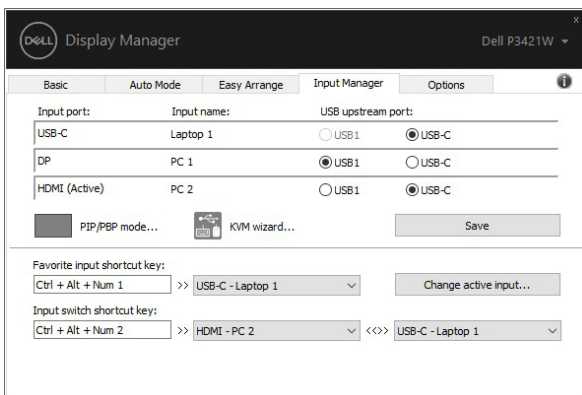 x
DELL Display Manager Dell P3421W
Basic Auto Mode Easy Arrange Input Manager Options i
Input port: Input name: USB upstream port:
USB-C Laptop 1 USB1 USB-C
DP PC 1 USB1 USB-C
HDMI (Active) PC 2 USB1 USB-C
PIP/PBP mode... KVM wizard... Save
Favorite input shortcut key:
Ctrl + Alt + Num 1 >> USB-C - Laptop 1 Change active input...
Input switch shortcut key:
Ctrl + Alt + Num 2 >> HDMI - PC 2 <<>> USB-C - Laptop 1